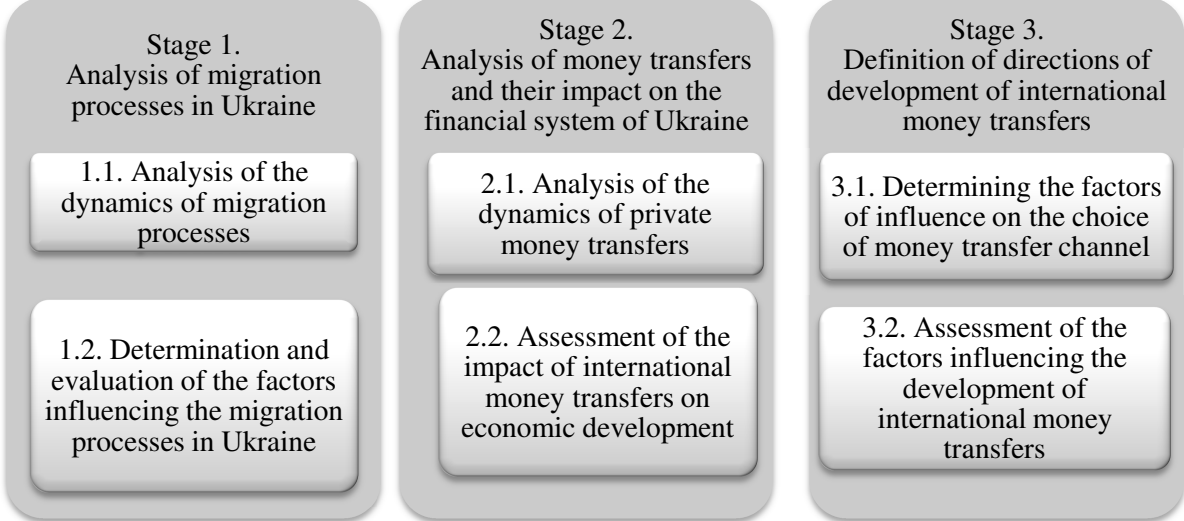 Stage 1.
Analysis of migration
processes in Ukraine
1.1. Analysis of the
dynamics of migration
processes
1.2. Determination and
evaluation of the factors
influencing the migration
processes in Ukraine
Stage 2.
Analysis of money transfers
and their impact on the
financial system of Ukraine
2.1. Analysis of the
dynamics of private
money transfers
2.2. Assessment of the
impact of international
money transfers on
economic development
Stage 3.
Definition of directions of
development of international
money transfers
3.1. Determining the factors
of influence on the choice
of money transfer channel
3.2. Assessment of the
factors influencing the
development of
international money
transfers